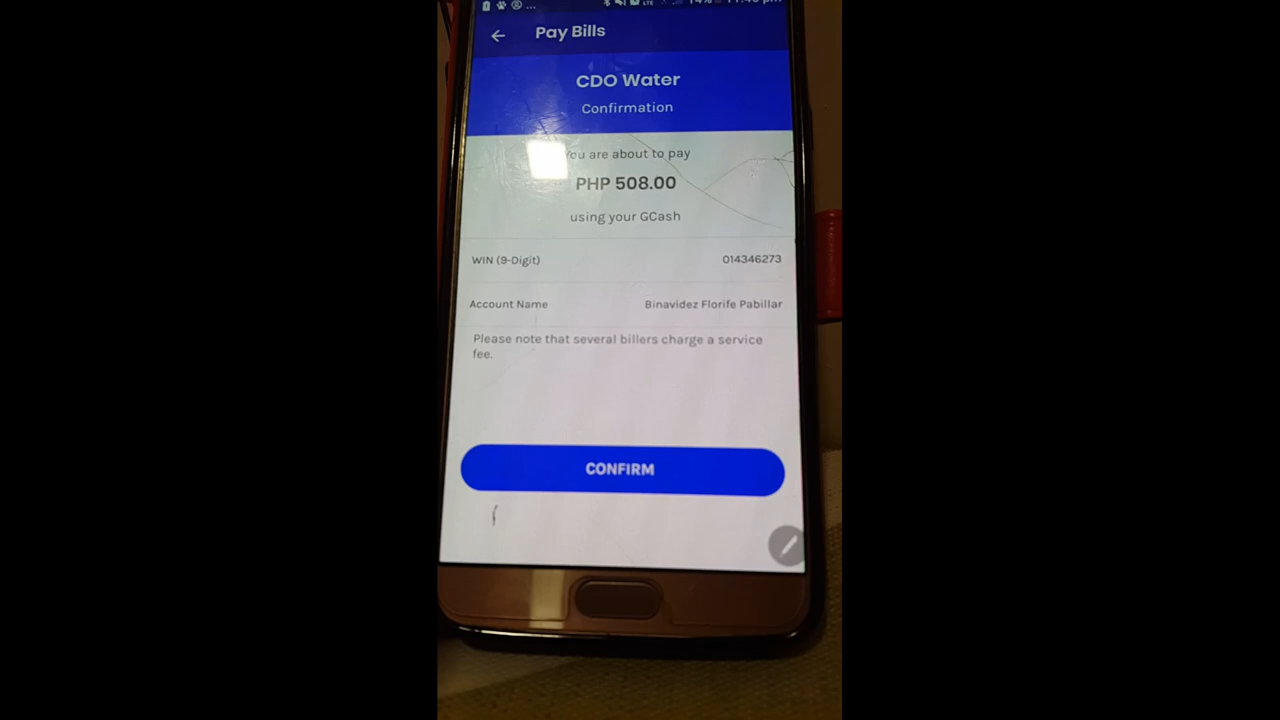 Pay Bills
CDO Water
Confirmation
You are about to pay
PHP 508.00
using your GCash
WIN (9-Digit) 014346273
Account Name Binavidez Florife Pabillar
Please note that several billers charge a service
fee.
CONFIRM